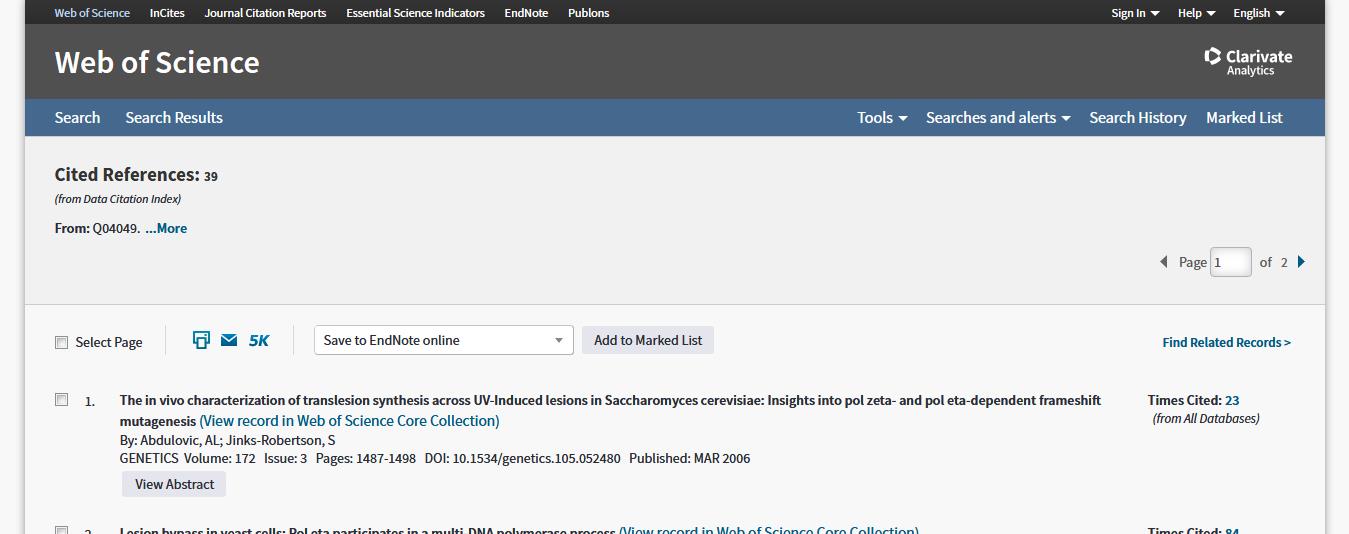 Web of Science InCites Journal Citation Reports Essential Science Indicators EndNote Publons Sign In Help English
Web of Science
Clarivate
Analytics
Search Search Results Tools Searches and alerts Search History Marked List
Cited References: 39
(from Data Citation Index)
From: Q04049. ...More
Page 1 of 2
Select Page 5K Save to EndNote online Add to Marked List Find Related Records >
1. The in vivo characterization of translesion synthesis across UV-Induced lesions in Saccharomyces cerevisiae: Insights into pol zeta- and pol eta-dependent frameshift Times Cited: 23
mutagenesis (View record in Web of Science Core Collection) (from All Databases)
By: Abdulovic, AL; Jinks-Robertson, S
GENETICS Volume: 172 Issue: 3 Pages: 1487-1498 DOI: 10.1534/genetics.105.052480 Published: MAR 2006
View Abstract
2. Lesion bypass in yeast cells: Pol eta participates in a multi-DNA polymerase process (View record in Web of Science Core Collection) Times Cited: 84